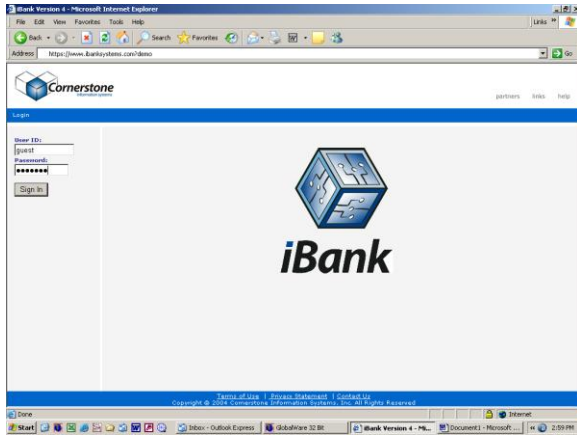 iBank Version 4 - Microsoft Internet Explorer
File Edit View Favorites Tools Help
Links
Back Search Favorites
Address https://www.ibanksystems.com/demo
Go
Cornerstone
information systems
partners links help
Login
User ID:
guest
Password:
Sign In
iBank
Terms of Use | Privacy Statement | Contact Us
Copyright © 2004 Cornerstone Information Systems, Inc. All Rights Reserved
Done
Internet
Start
Inbox - Outlook Express
GlobalWare 32 Bit
iBank Version 4 - Mi...
Document1 - Microsoft ...
2:59 PM